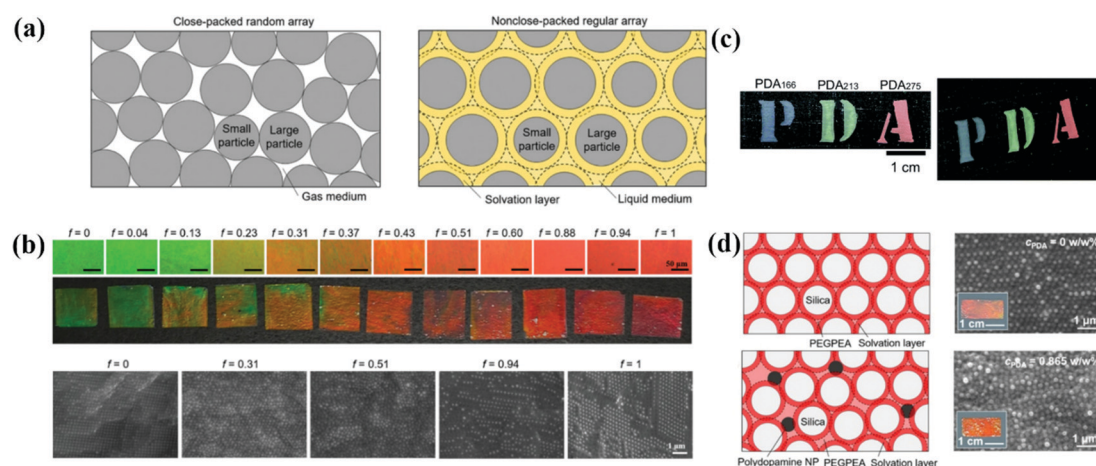 (a)
Close-packed random array
Small particle
Large particle
Gas medium
Nonclose-packed regular array
Small particle
Large particle
Solvation layer
Liquid medium
(b)
f = 0 f = 0.04 f = 0.13 f = 0.23 f = 0.31 f = 0.37 f = 0.43 f = 0.51 f = 0.60 f = 0.88 f = 0.94 f = 1
50 μm
f = 0 f = 0.31 f = 0.51 f = 0.94 f = 1
1 μm
(c)
PDA166 PDA213 PDA275
P D A P D A
1 cm
(d)
Silica
PEGPEA Solvation layer
cPDA = 0 w/w%
1 cm
1 μm
Silica
Polydopamine NP PEGPEA Solvation layer
cPDA = 0.865 w/w%
1 cm
1 μm